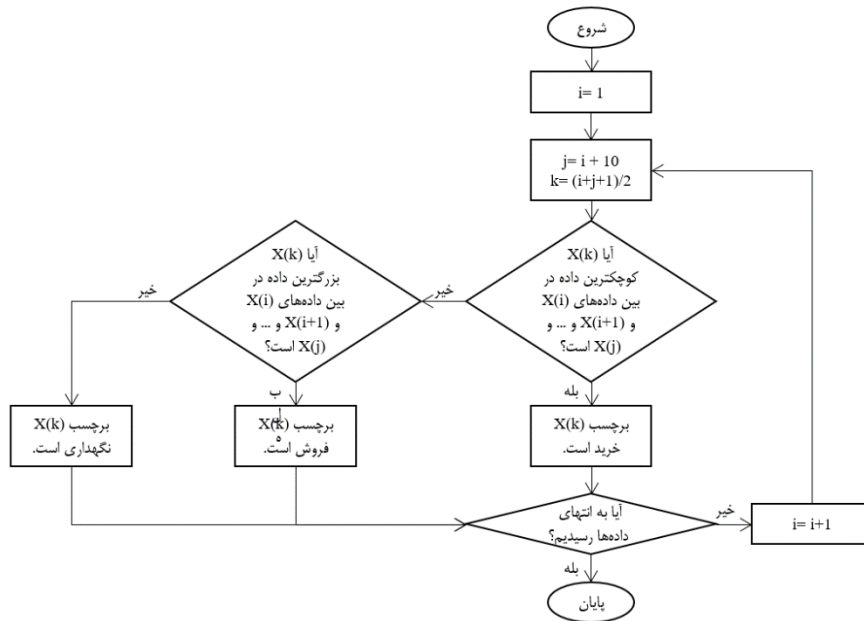 شروع
i= 1
j= i + 10
k= (i+j+1)/2
آیا X(k)
کوچکترین داده در
بین داده‌های X(i)
و X(i+1) و ... و
X(j) است؟
خیر
آیا X(k)
بزرگترین داده در
بین داده‌های X(i)
و X(i+1) و ... و
X(j) است؟
خیر
بله
بله
برچسب X(k)
خرید است.
برچسب X(k)
فروش است.
برچسب X(k)
نگهداری است.
آیا به انتهای
داده‌ها رسیدیم؟
خیر
i= i+1
بله
پایان